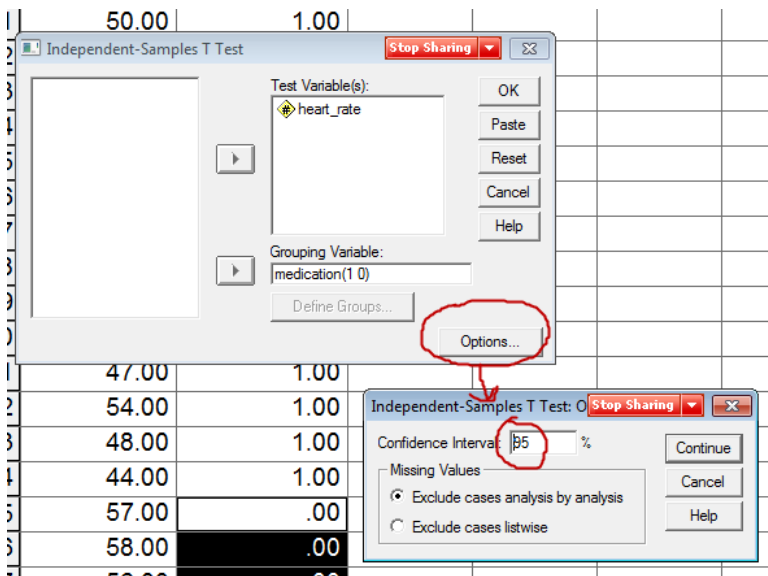 50.00 1.00
Independent-Samples T Test Stop Sharing
Test Variable(s):
heart_rate
OK
Paste
Reset
Cancel
Help
Grouping Variable:
medication(1 0)
Define Groups...
Options...
47.00 1.00
54.00 1.00
48.00 1.00
44.00 1.00
57.00 .00
58.00 .00
Independent-Samples T Test: O Stop Sharing
Confidence Interval: 95 %
Missing Values
Exclude cases analysis by analysis
Exclude cases listwise
Continue
Cancel
Help